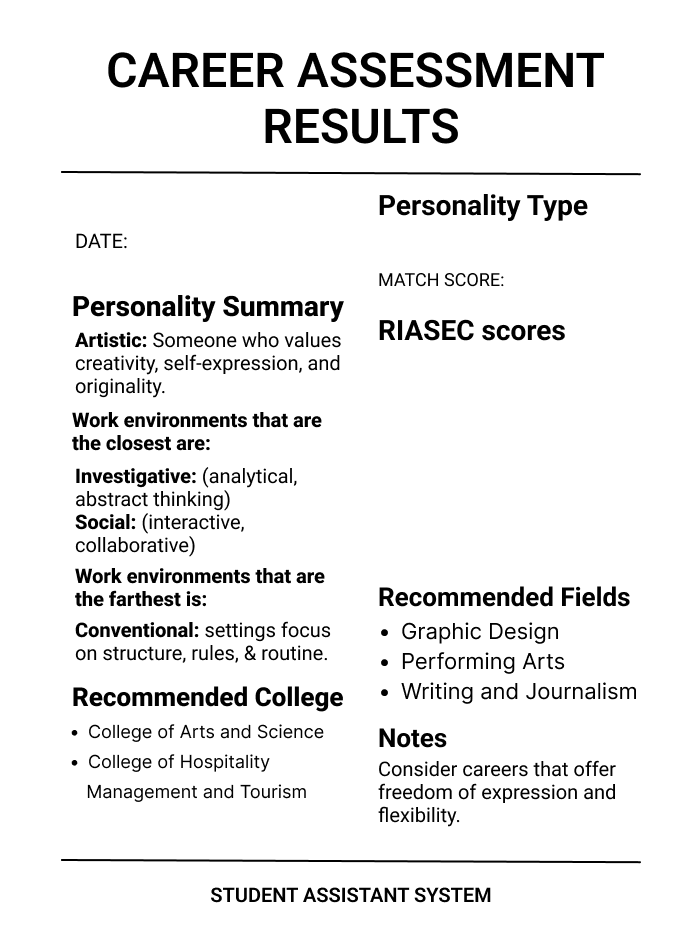 CAREER ASSESSMENT
RESULTS
DATE:
Personality Summary
Artistic: Someone who values
creativity, self-expression, and
originality.
Work environments that are
the closest are:
Investigative: (analytical,
abstract thinking)
Social: (interactive,
collaborative)
Work environments that are
the farthest is:
Conventional: settings focus
on structure, rules, & routine.
Recommended College
• College of Arts and Science
• College of Hospitality
Management and Tourism
Personality Type
MATCH SCORE:
RIASEC scores
Recommended Fields
• Graphic Design
• Performing Arts
• Writing and Journalism
Notes
Consider careers that offer
freedom of expression and
flexibility.
STUDENT ASSISTANT SYSTEM